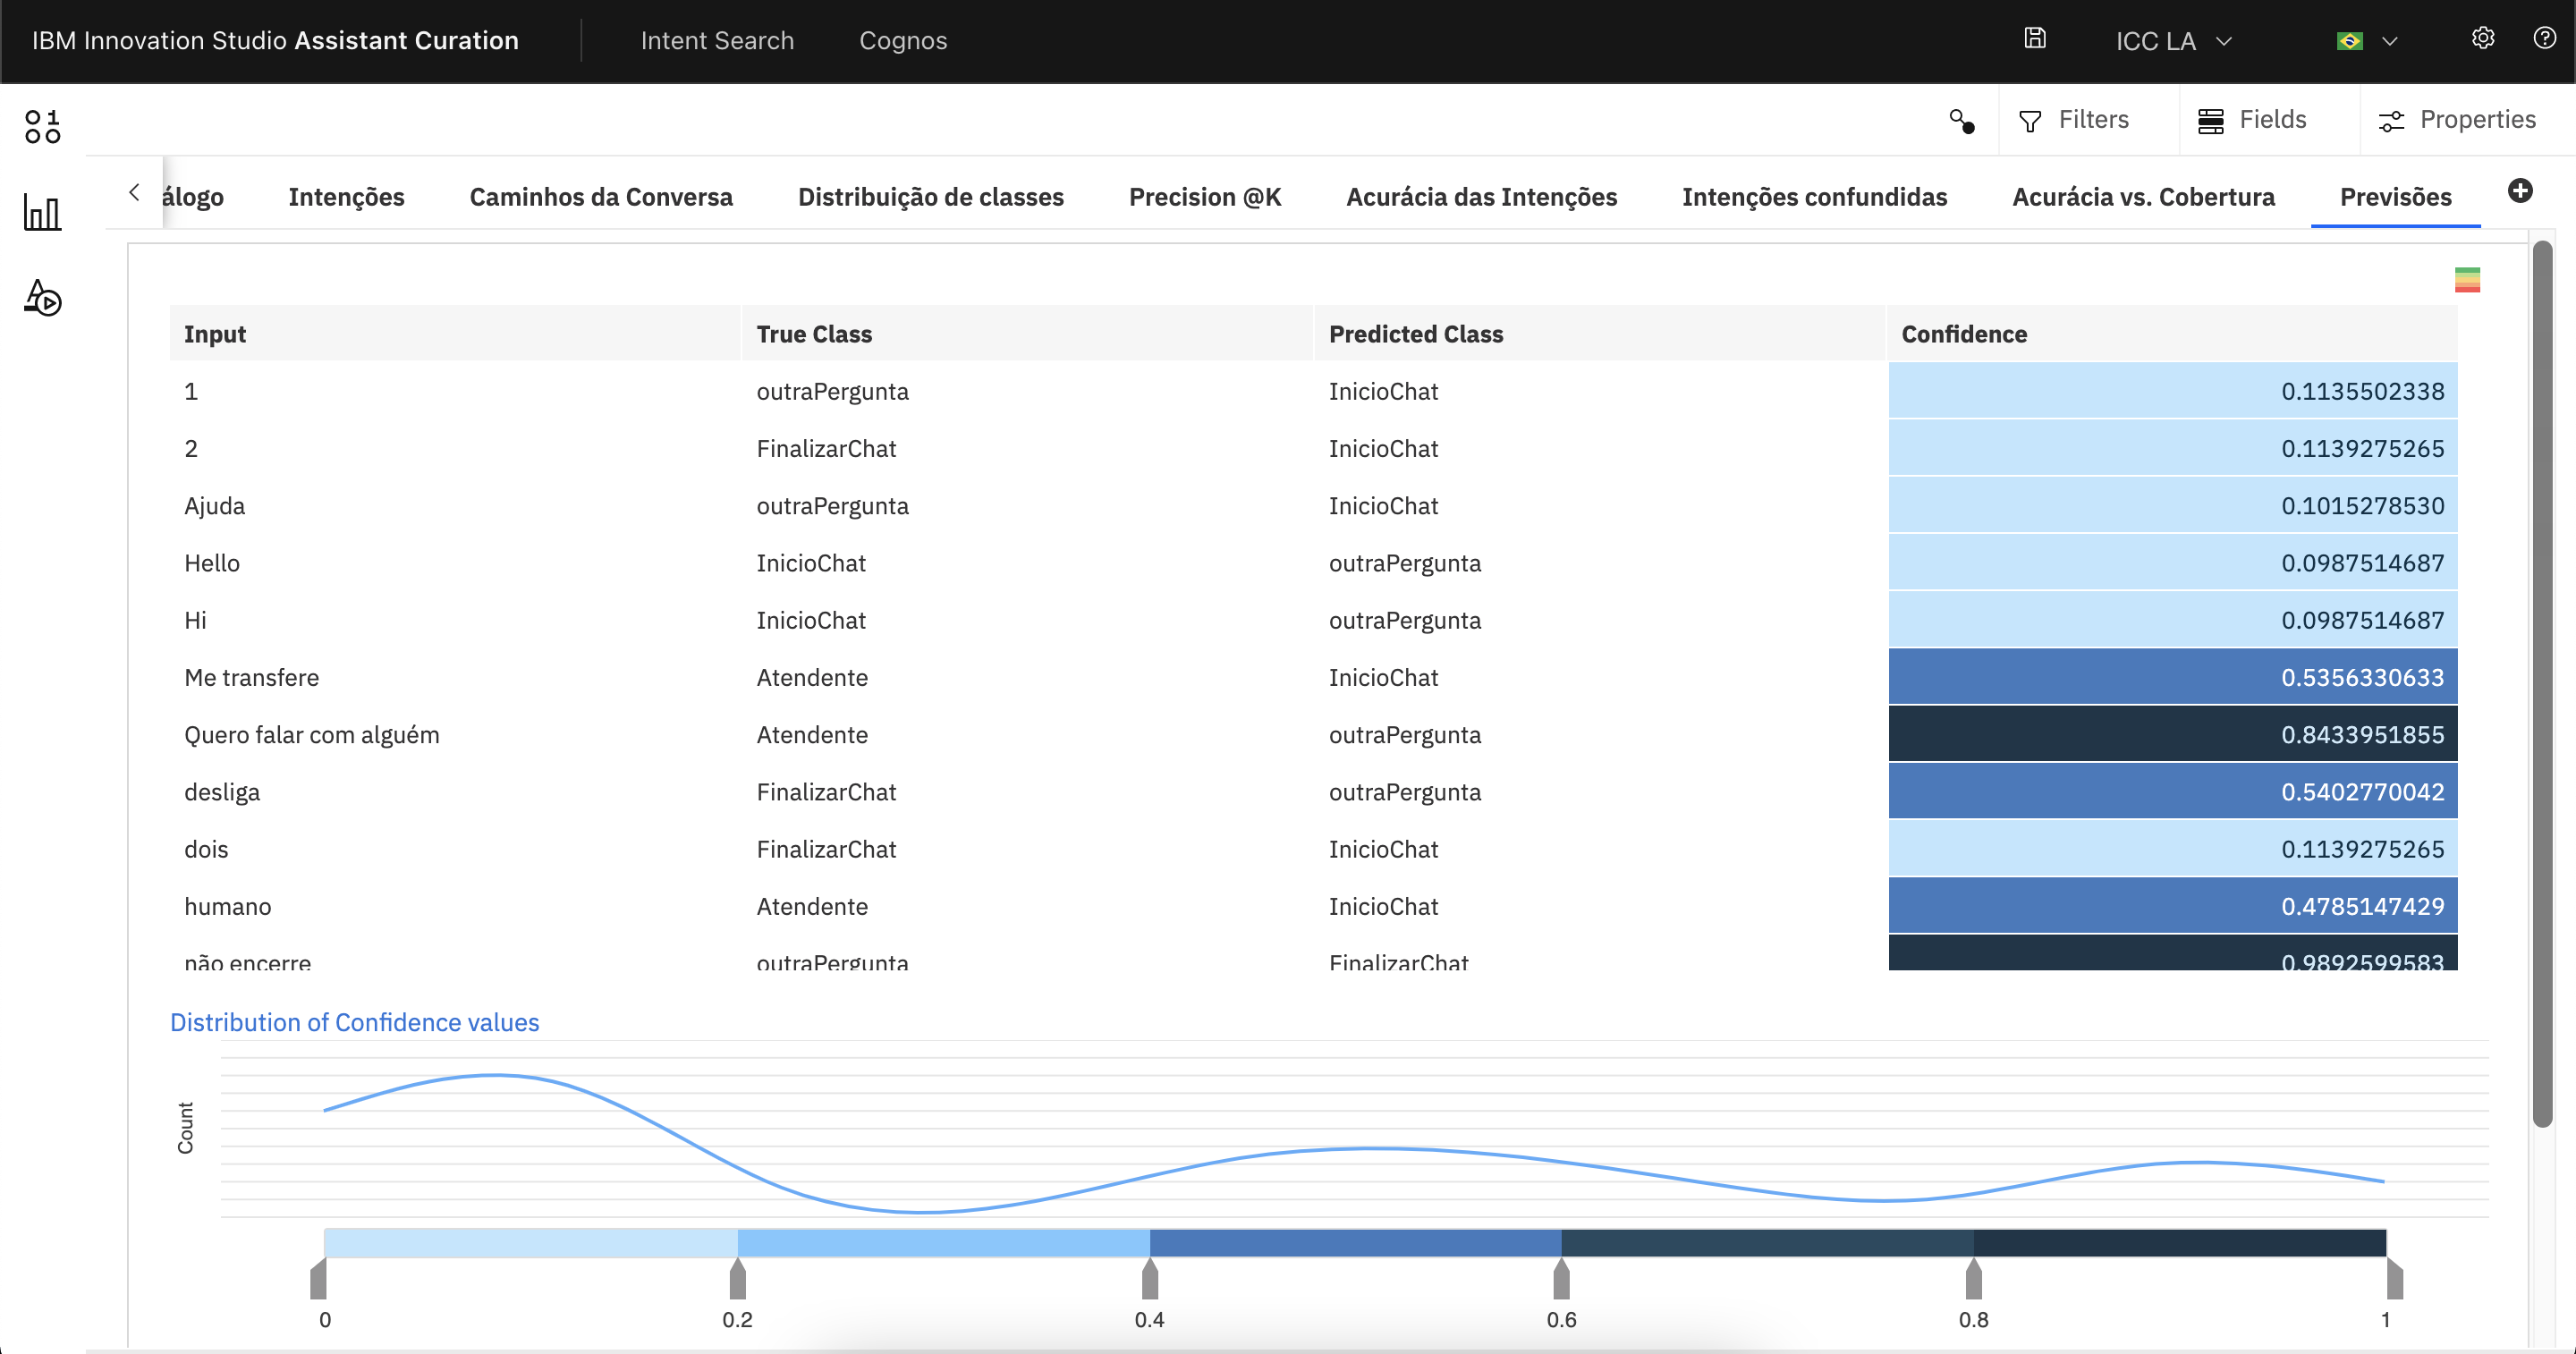 IBM Innovation Studio Assistant Curation Intent Search Cognos ICC LA
Filters Fields Properties
álogo Intenções Caminhos da Conversa Distribuição de classes Precision @K Acurácia das Intenções Intenções confundidas Acurácia vs. Cobertura Previsões
Input True Class Predicted Class Confidence
1 outraPergunta InicioChat 0.1135502338
2 FinalizarChat InicioChat 0.1139275265
Ajuda outraPergunta InicioChat 0.1015278530
Hello InicioChat outraPergunta 0.0987514687
Hi InicioChat outraPergunta 0.0987514687
Me transfere Atendente InicioChat 0.5356330633
Quero falar com alguém Atendente outraPergunta 0.8433951855
desliga FinalizarChat outraPergunta 0.5402770042
dois FinalizarChat InicioChat 0.1139275265
humano Atendente InicioChat 0.4785147429
não encerre outraPergunta FinalizarChat 0.9892599583
Distribution of Confidence values
Count
0 0.2 0.4 0.6 0.8 1